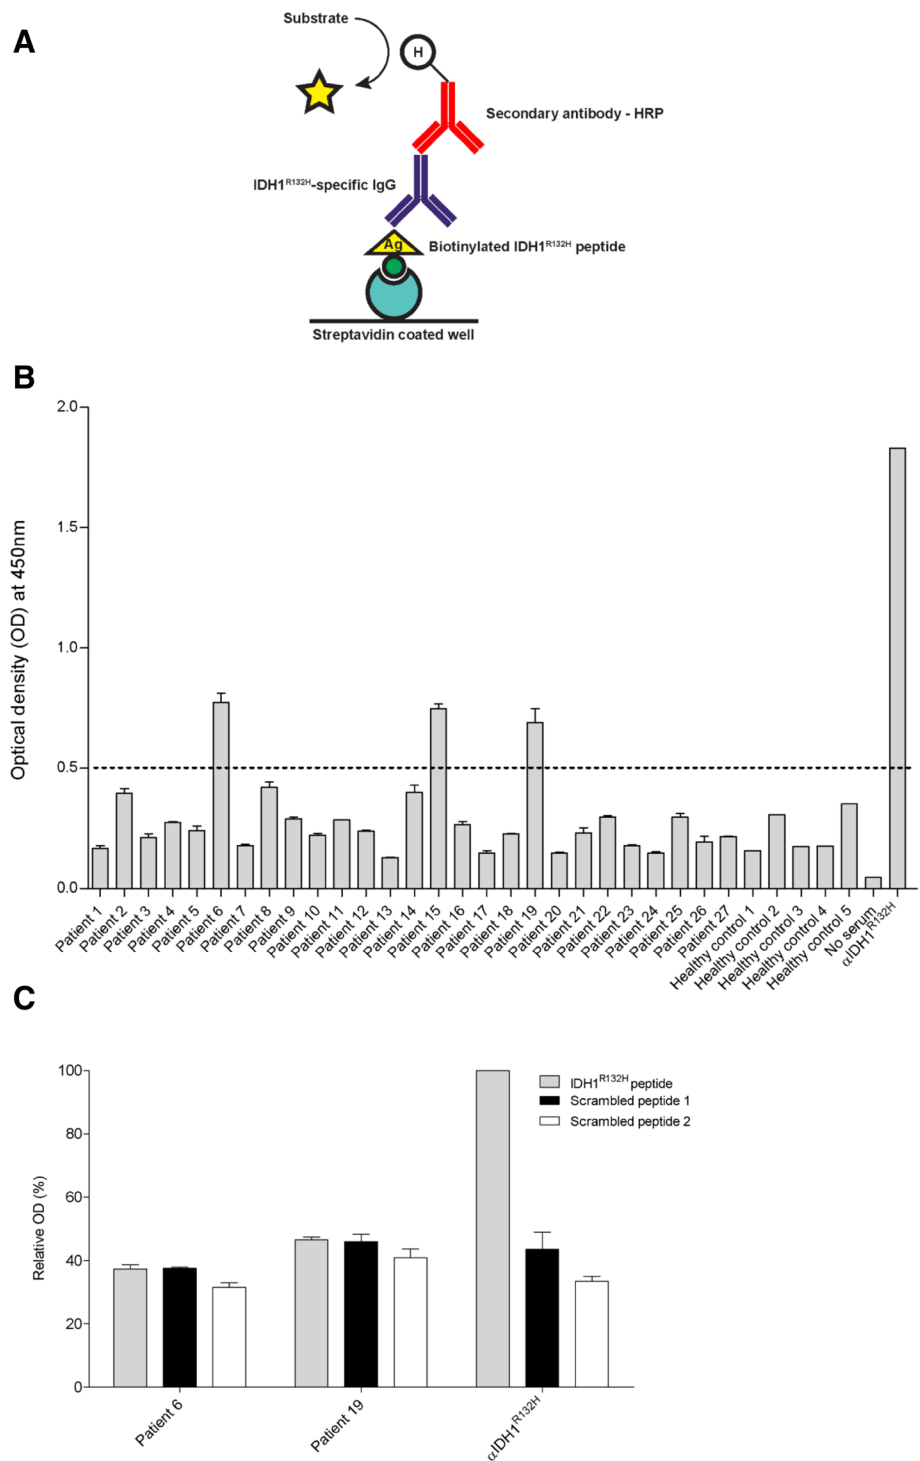 A
Substrate
H
Secondary antibody - HRP
IDH1R132H-specific IgG
Ag
Biotinylated IDH1R132H peptide
Streptavidin coated well
B
Optical density (OD) at 450nm
2.0
1.5
1.0
0.5
0.0
Patient 1
Patient 2
Patient 3
Patient 4
Patient 5
Patient 6
Patient 7
Patient 8
Patient 9
Patient 10
Patient 11
Patient 12
Patient 13
Patient 14
Patient 15
Patient 16
Patient 17
Patient 18
Patient 19
Patient 20
Patient 21
Patient 22
Patient 23
Patient 24
Patient 25
Patient 26
Patient 27
Healthy control 1
Healthy control 2
Healthy control 3
Healthy control 4
Healthy control 5
No serum
αIDH1R132H
C
Relative OD (%)
100
80
60
40
20
0
IDH1R132H peptide
Scrambled peptide 1
Scrambled peptide 2
Patient 6
Patient 19
αIDH1R132H